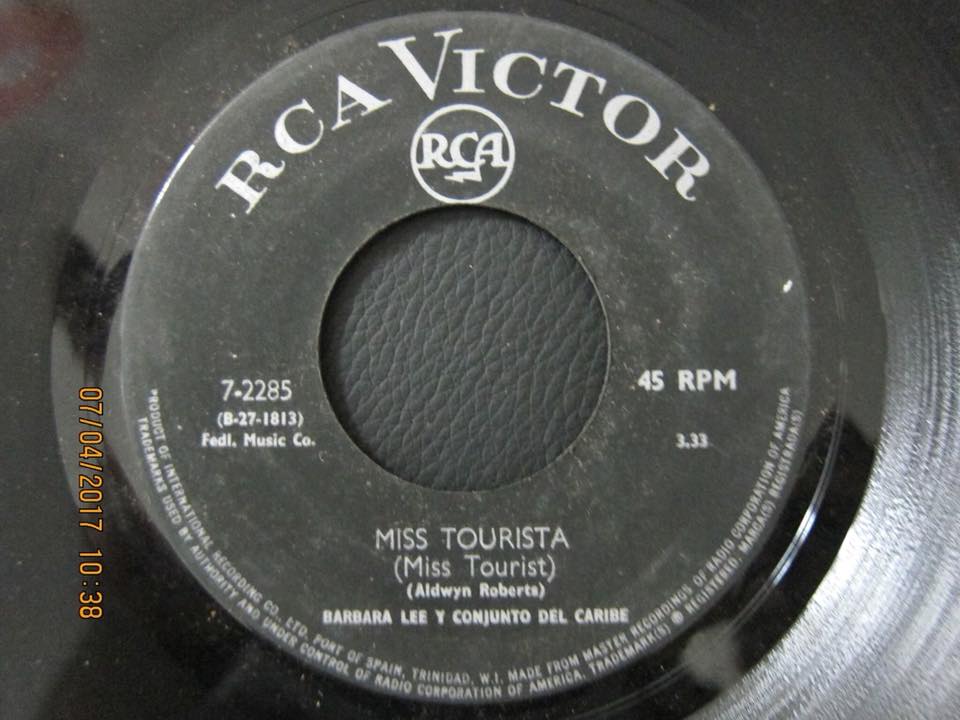 RCA VICTOR
RCA
7-2285
(B-27-1813)
Fedl. Music Co.
45 RPM
3.33
MISS TOURISTA
(Miss Tourist)
(Aldwyn Roberts)
BARBARA LEE Y CONJUNTO DEL CARIBE
PRODUCT OF INTERNATIONAL RECORDING CO., LTD. PORT OF SPAIN, TRINIDAD, W.I. MADE FROM MASTER RECORDINGS OF RADIO CORPORATION OF AMERICA
TRADEMARKS USED BY AUTHORITY AND UNDER CONTROL OF RADIO CORPORATION OF AMERICA. TRADEMARK(S) ® REGISTERED. MARCA(S) REGISTRADA(S)
07/04/2017 10:38